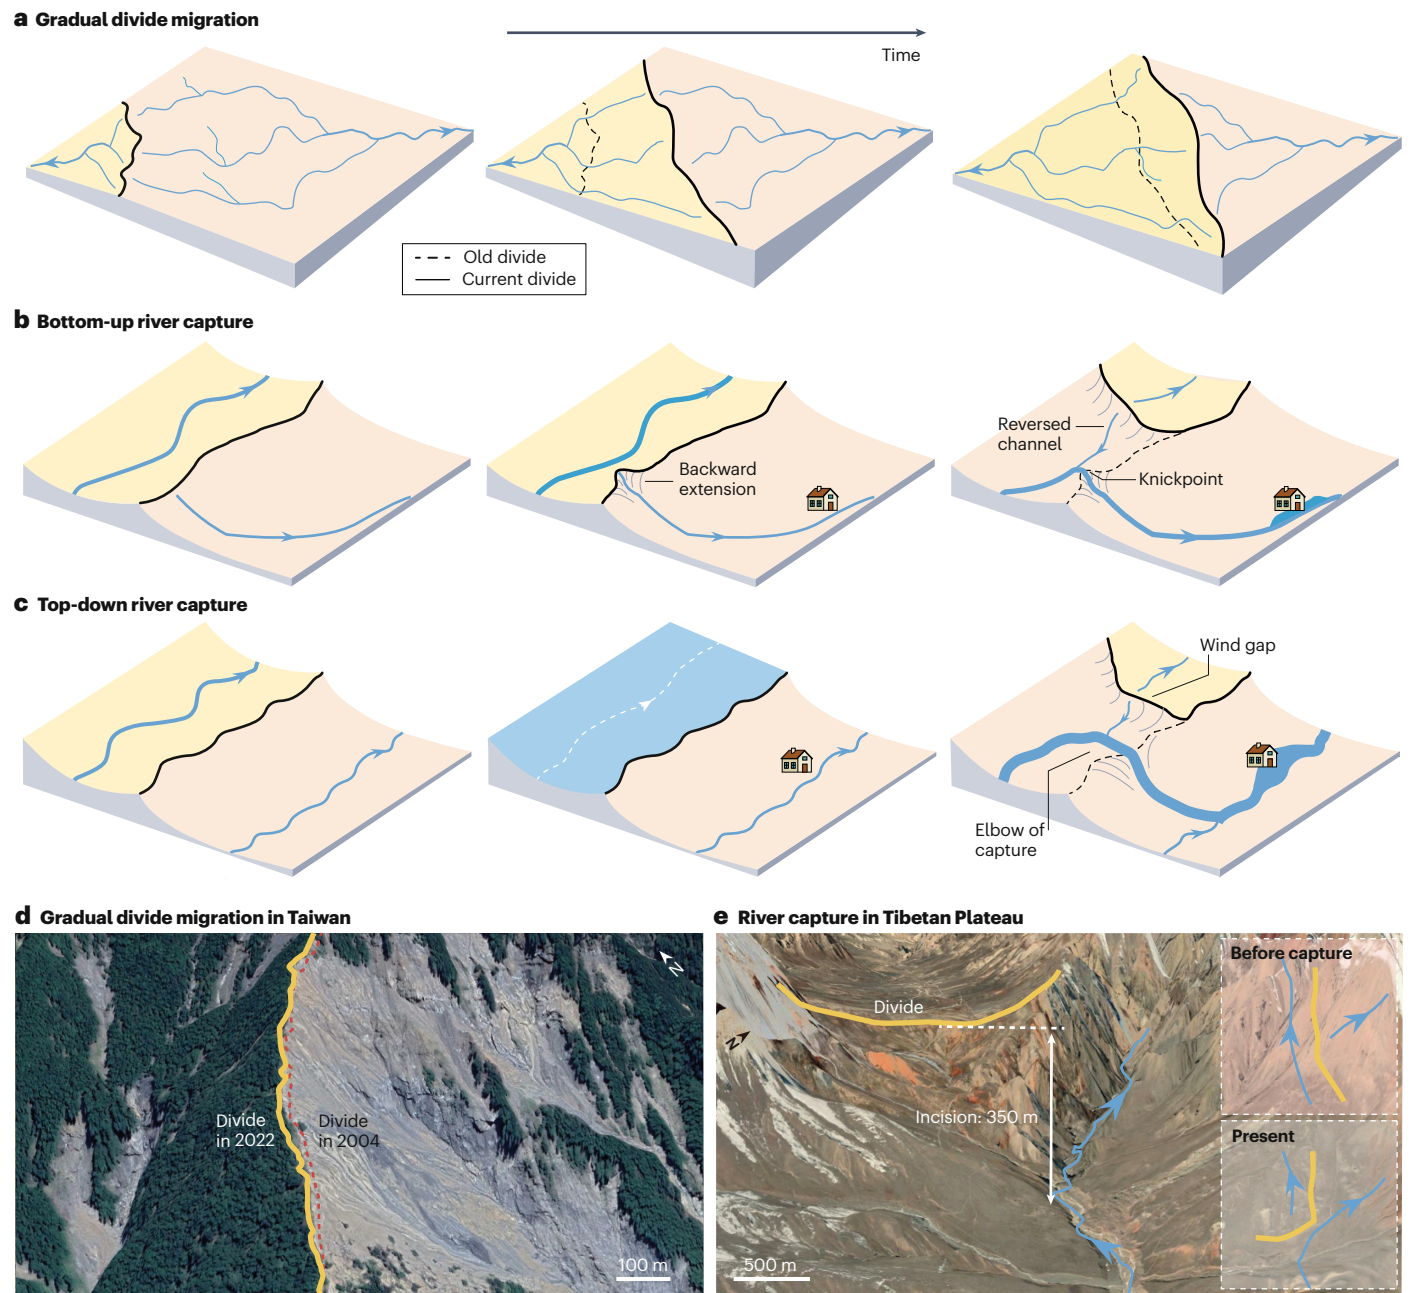 a Gradual divide migration
Time
Old divide
Current divide
b Bottom-up river capture
Backward
extension
Reversed
channel
Knickpoint
c Top-down river capture
Wind gap
Elbow of
capture
d Gradual divide migration in Taiwan
N
Divide
in 2022
Divide
in 2004
100 m
e River capture in Tibetan Plateau
Divide
N
Incision: 350 m
500 m
Before capture
Present